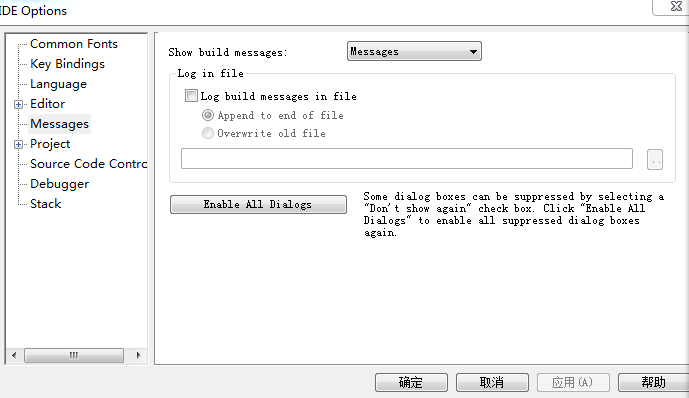 IDE Options
Common Fonts
Key Bindings
Language
Editor
Messages
Project
Source Code Contro
Debugger
Stack
Show build messages:
Messages
Log in file
Log build messages in file
Append to end of file
Overwrite old file
..
Enable All Dialogs
Some dialog boxes can be suppressed by selecting a
"Don't show again" check box. Click "Enable All
Dialogs" to enable all suppressed dialog boxes
again.
确定
取消
应用(A)
帮助